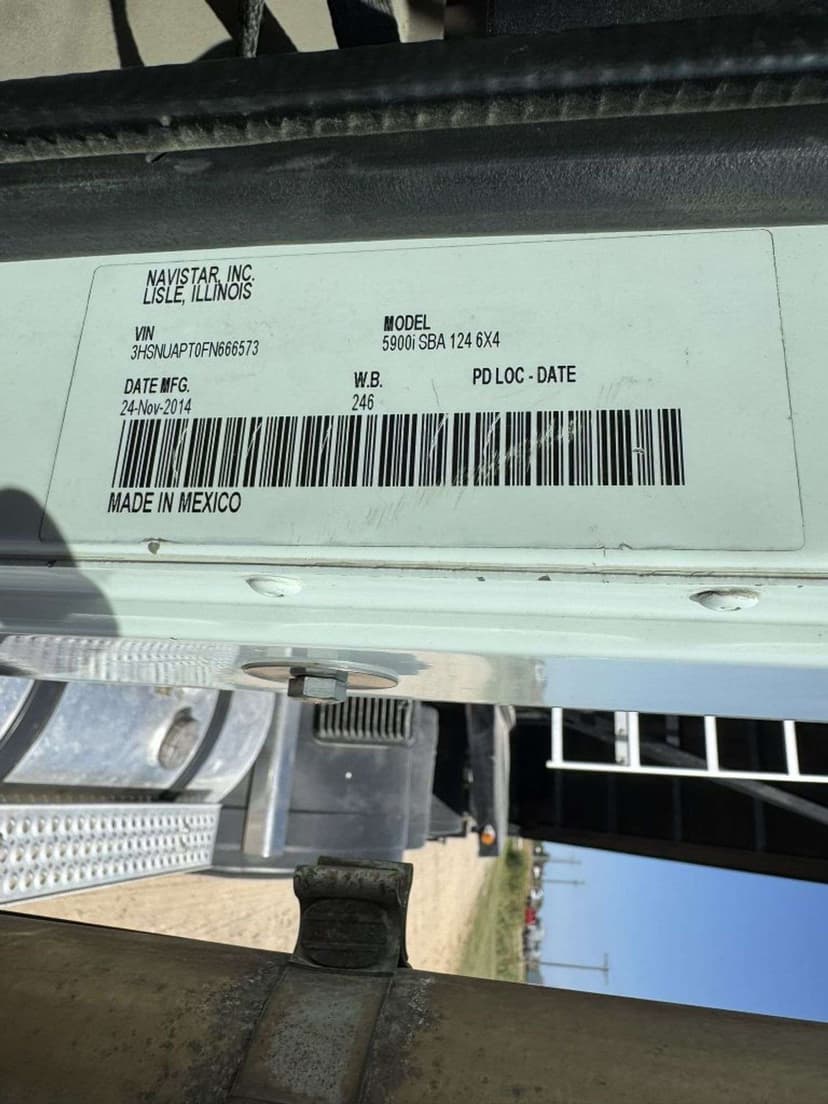 NAVISTAR, INC.
LISLE, ILLINOIS
VIN
3HSNUAPT0FN666573
MODEL
5900i SBA 124 6X4
DATE MFG.
24-Nov-2014
W.B.
246
PD LOC - DATE
MADE IN MEXICO